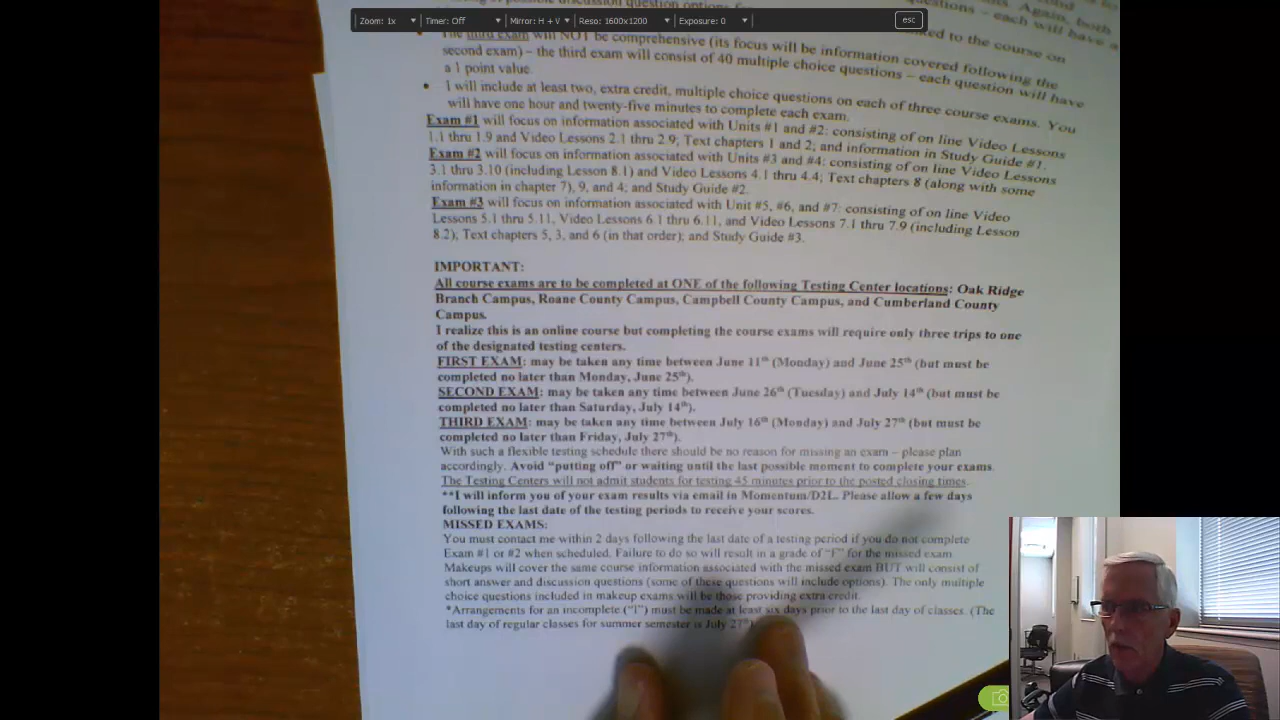 Zoom: 1x Timer: Off Mirror: H + V Reso: 1600x1200 Exposure: 0 esc
The third exam will NOT be comprehensive (its focus will be information covered following the
second exam) – the third exam will consist of 40 multiple choice questions – each question will have
a 1 point value.
• I will include at least two, extra credit, multiple choice questions on each of three course exams. You
will have one hour and twenty-five minutes to complete each exam.
Exam #1 will focus on information associated with Units #1 and #2: consisting of on line Video Lessons
1.1 thru 1.9 and Video Lessons 2.1 thru 2.9; Text chapters 1 and 2; and information in Study Guide #1.
Exam #2 will focus on information associated with Units #3 and #4: consisting of on line Video Lessons
3.1 thru 3.10 (including Lesson 8.1) and Video Lessons 4.1 thru 4.4; Text chapters 8 (along with some
information in chapter 7), 9, and 4; and Study Guide #2.
Exam #3 will focus on information associated with Unit #5, #6, and #7: consisting of on line Video
Lessons 5.1 thru 5.11, Video Lessons 6.1 thru 6.11, and Video Lessons 7.1 thru 7.9 (including Lesson
8.2); Text chapters 5, 3, and 6 (in that order); and Study Guide #3.
IMPORTANT:
All course exams are to be completed at ONE of the following Testing Center locations: Oak Ridge
Branch Campus, Roane County Campus, Campbell County Campus, and Cumberland County
Campus.
I realize this is an online course but completing the course exams will require only three trips to one
of the designated testing centers.
FIRST EXAM: may be taken any time between June 11th (Monday) and June 25th (but must be
completed no later than Monday, June 25th).
SECOND EXAM: may be taken any time between June 26th (Tuesday) and July 14th (but must be
completed no later than Saturday, July 14th).
THIRD EXAM: may be taken any time between July 16th (Monday) and July 27th (but must be
completed no later than Friday, July 27th).
With such a flexible testing schedule there should be no reason for missing an exam – please plan
accordingly. Avoid "putting off" or waiting until the last possible moment to complete your exams.
The Testing Centers will not admit students for testing 45 minutes prior to the posted closing times.
**I will inform you of your exam results via email in Momentum/D2L. Please allow a few days
following the last date of the testing periods to receive your scores.
MISSED EXAMS:
You must contact me within 2 days following the last date of a testing period if you do not complete
Exam #1 or #2 when scheduled. Failure to do so will result in a grade of "F" for the missed exam
Makeups will cover the same course information associated with the missed exam BUT will consist of
short answer and discussion questions (some of these questions will include options). The only multiple
choice questions included in makeup exams will be those providing extra credit.
*Arrangements for an incomplete ("I") must be made at least six days prior to the last day of classes. (The
last day of regular classes for summer semester is July 27th)